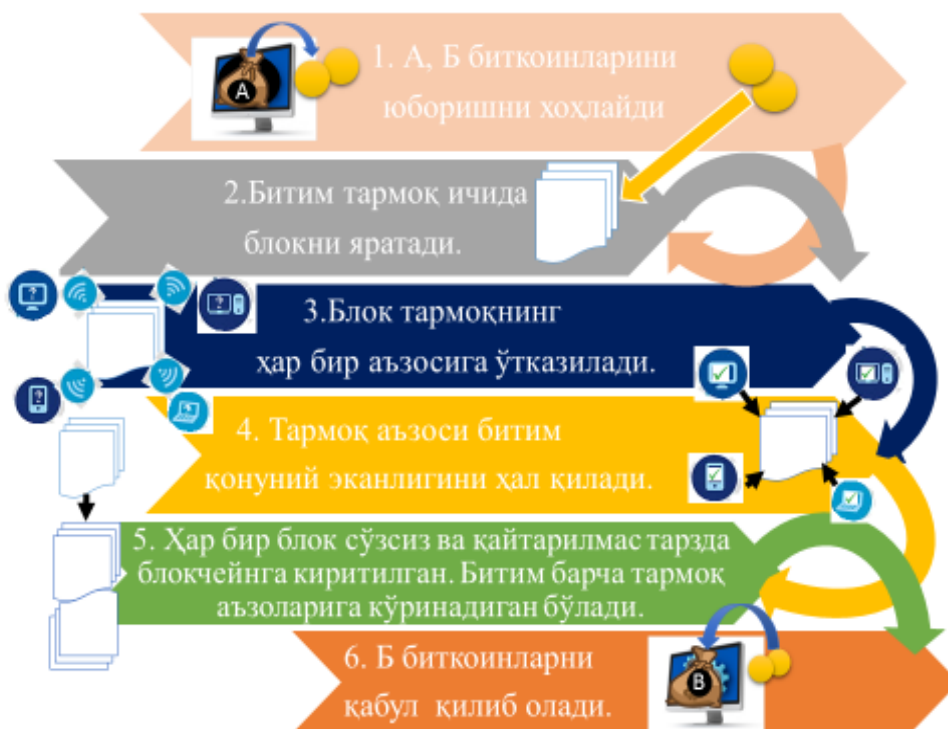 1. А, Б биткоинларини
юборишни хоҳлайди
A
2.Битим тармоқ ичида
блокни яратади.
3.Блок тармоқнинг
ҳар бир аъзосига ўтказилади.
4. Тармоқ аъзоси битим
қонуний эканлигини ҳал қилади.
5. Ҳар бир блок сўзсиз ва қайтарилмас тарзда
блокчейнга киритилган. Битим барча тармоқ
аъзоларига кўринадиган бўлади.
6. Б биткоинларни
қабул қилиб олади.
B